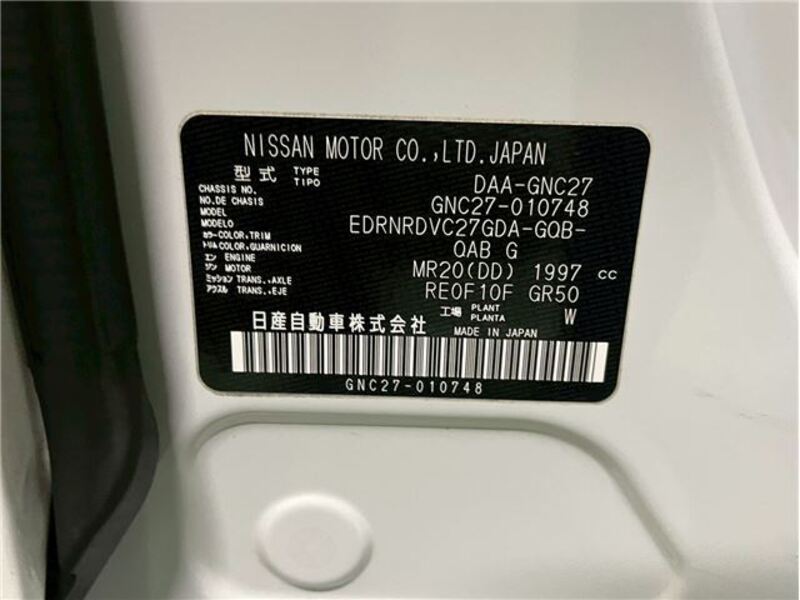 NISSAN MOTOR CO.,LTD.JAPAN
型式 TYPE TIPO DAA-GNC27
CHASSIS NO.
NO.DE CHASIS GNC27-010748
MODEL
MODELO EDRNRDVC27GDA-GQB-
カラー COLOR,TRIM
トリム COLOR,GUARNICION QAB G
エン ENGINE
ジン MOTOR MR20(DD) 1997 cc
ミッション TRANS.,AXLE
アクスル TRANS.,EJE RE0F10F GR50
工場 PLANT PLANTA W
日産自動車株式会社 MADE IN JAPAN
GNC27-010748